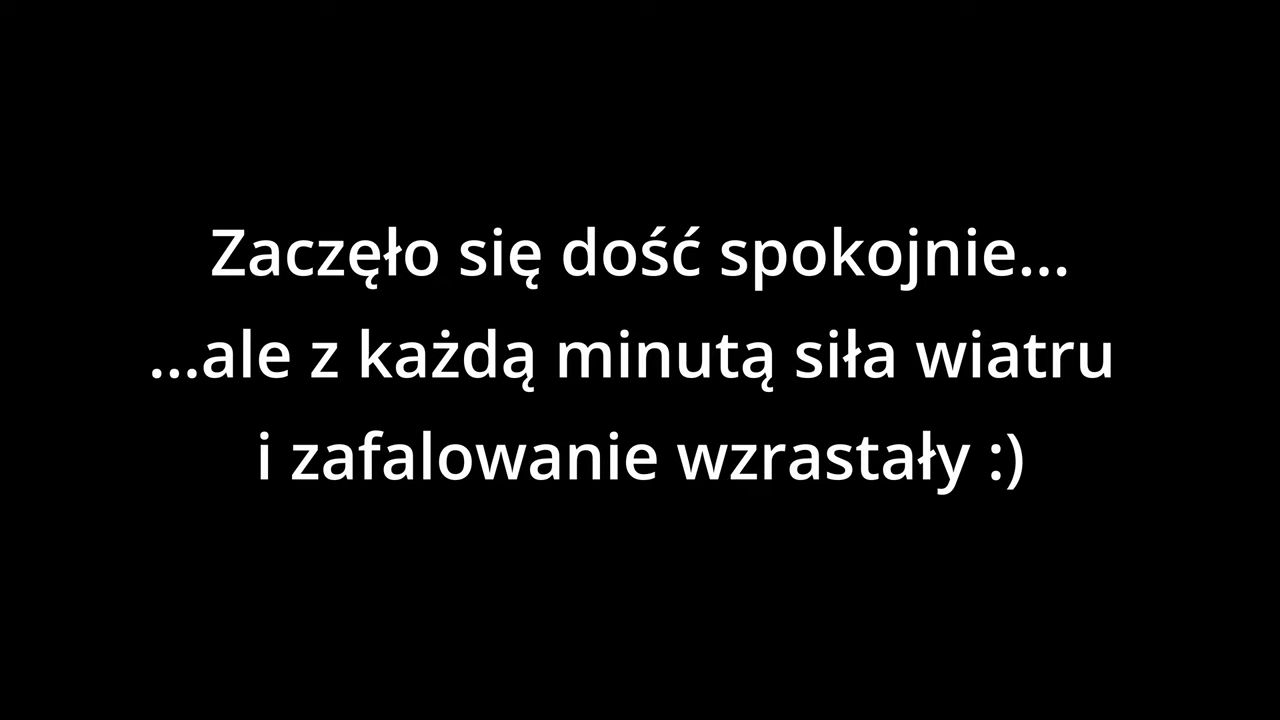 Zaczęło się dość spokojnie...
...ale z każdą minutą siła wiatru
i zafalowanie wzrastały :)